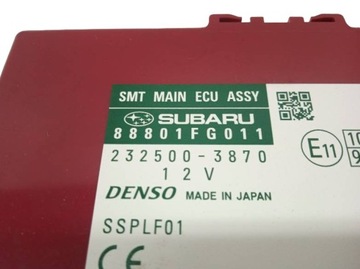 SMT MAIN ECU ASSY
SUBARU
88801FG011
232500-3870
12V
DENSO MADE IN JAPAN
SSPLF01
CE
E11